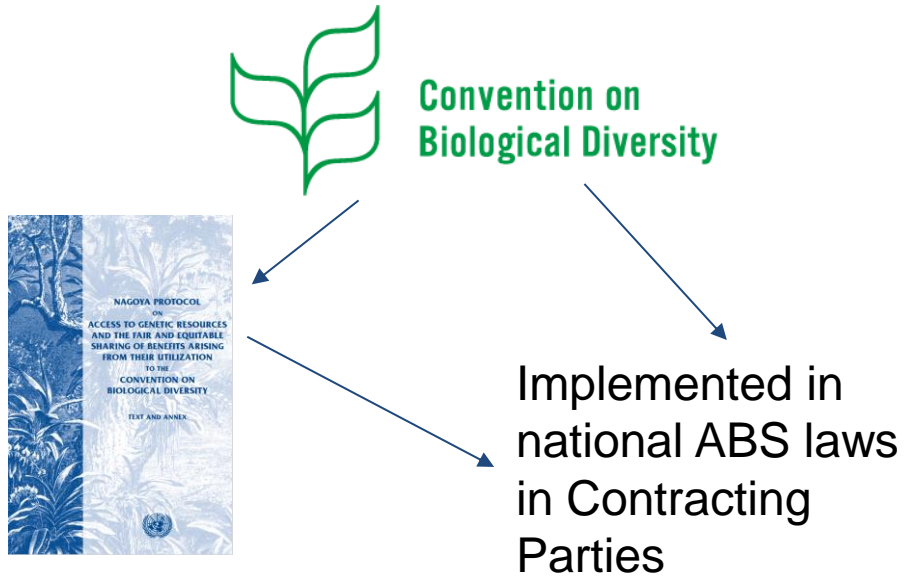 Convention on
Biological Diversity
NAGOYA PROTOCOL
ON
ACCESS TO GENETIC RESOURCES
AND THE FAIR AND EQUITABLE
SHARING OF BENEFITS ARISING
FROM THEIR UTILIZATION
TO THE
CONVENTION ON
BIOLOGICAL DIVERSITY
TEXT AND ANNEX
Implemented in
national ABS laws
in Contracting
Parties